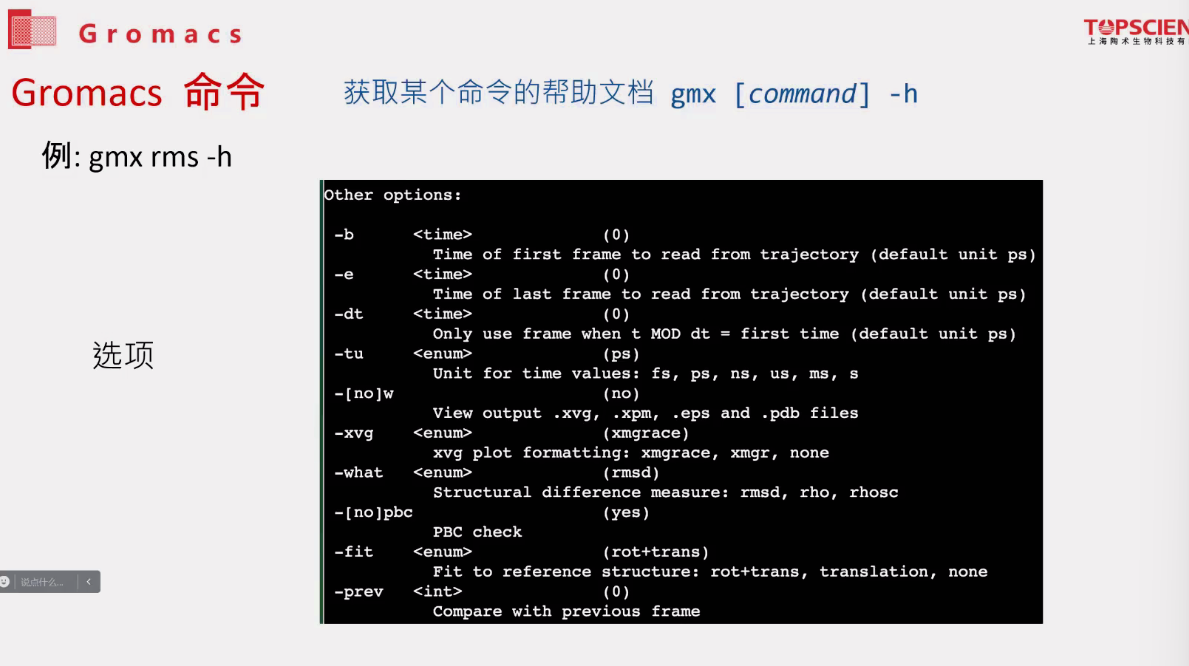 Gromacs
TOPSCIEN
上海陶术生物科技有
Gromacs 命令
获取某个命令的帮助文档 gmx [command] -h
例: gmx rms -h
选项
Other options:
-b <time> (0)
Time of first frame to read from trajectory (default unit ps)
-e <time> (0)
Time of last frame to read from trajectory (default unit ps)
-dt <time> (0)
Only use frame when t MOD dt = first time (default unit ps)
-tu <enum> (ps)
Unit for time values: fs, ps, ns, us, ms, s
-[no]w (no)
View output .xvg, .xpm, .eps and .pdb files
-xvg <enum> (xmgrace)
xvg plot formatting: xmgrace, xmgr, none
-what <enum> (rmsd)
Structural difference measure: rmsd, rho, rhosc
-[no]pbc (yes)
PBC check
-fit <enum> (rot+trans)
Fit to reference structure: rot+trans, translation, none
-prev <int> (0)
Compare with previous frame
说点什么...